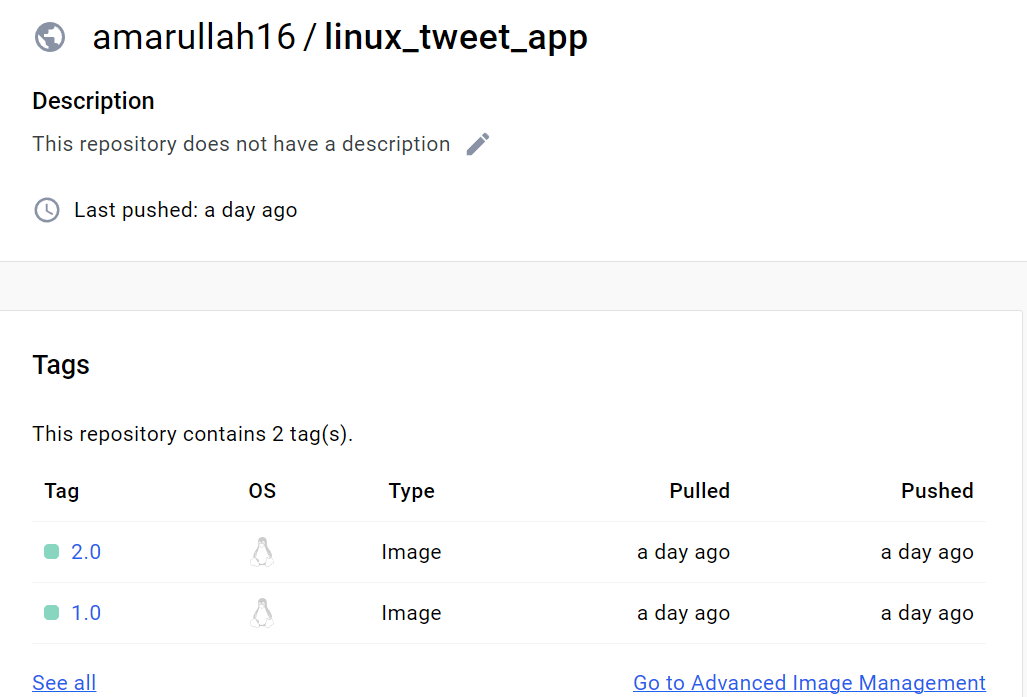 amarullah16 / linux_tweet_app
Description
This repository does not have a description
Last pushed: a day ago
Tags
This repository contains 2 tag(s).
Tag OS Type Pulled Pushed
2.0 Image a day ago a day ago
1.0 Image a day ago a day ago
See all Go to Advanced Image Management